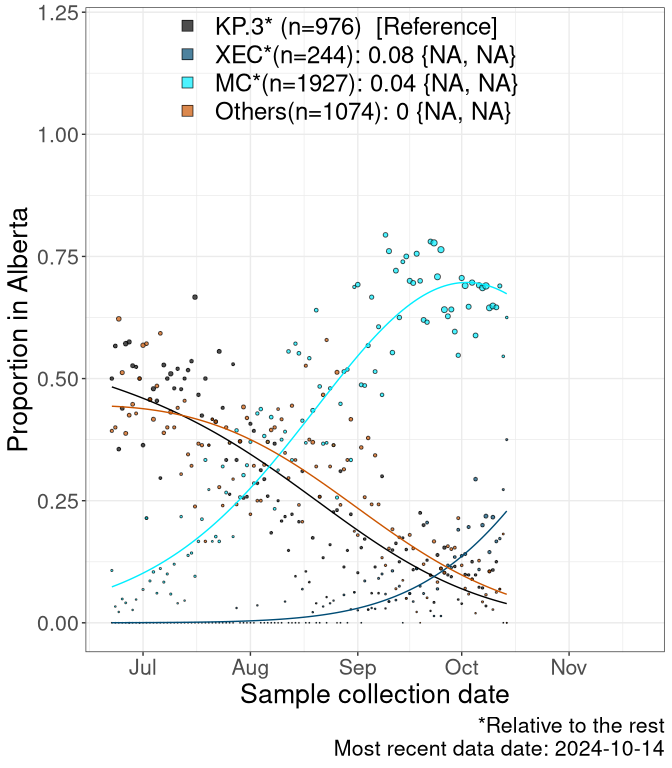 KP.3* (n=976)  [Reference]
XEC*(n=244): 0.08 {NA, NA}
MC*(n=1927): 0.04 {NA, NA}
Others(n=1074): 0 {NA, NA}
1.25
1.00
0.75
0.50
0.25
0.00
Proportion in Alberta
Jul Aug Sep Oct Nov
Sample collection date
*Relative to the rest
Most recent data date: 2024-10-14